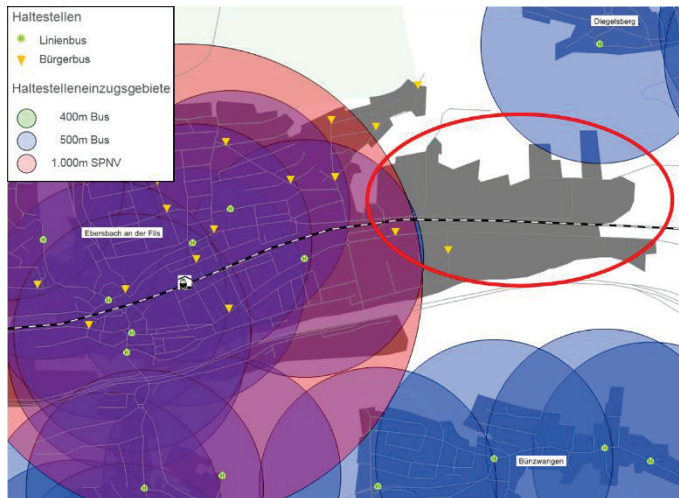 Haltestellen
Linienbus
Bürgerbus
Haltestelleneinzugsgebiete
400m Bus
500m Bus
1.000m SPNV
Diegelsberg
Ebersbach an der Fils
Bünzwangen